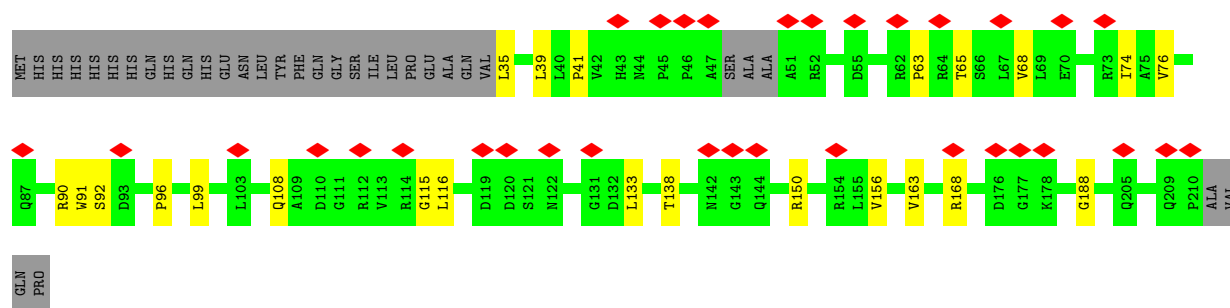 MET HIS HIS HIS HIS HIS HIS GLN HIS GLN HIS GLU ASN LEU TYR PHE GLN GLY SER ILE LEU PRO GLU ALA GLN VAL L35 L39 L40 P41 V42 H43 N44 P45 P46 A47 SER ALA ALA A51 R52 D55 R62 P63 R64 T65 S66 L67 V68 L69 E70 R73 I74 A75 V76
Q87 R90 W91 S92 D93 P96 L99 L103 Q108 A109 D110 G111 R112 V113 R114 G115 L116 D119 D120 S121 N122 G131 D132 L133 T138 N142 G143 Q144 R150 R154 L155 V156 V163 R168 D176 G177 K178 G188 Q205 Q209 P210 ALA VAL
GLN PRO